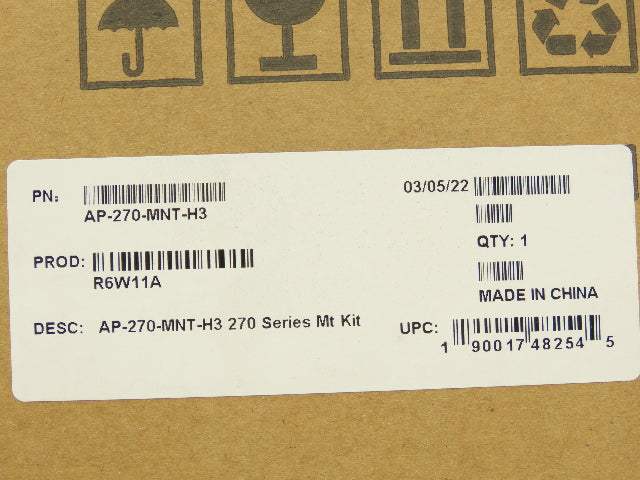 PN:
AP-270-MNT-H3
03/05/22
QTY: 1
PROD:
R6W11A
MADE IN CHINA
DESC: AP-270-MNT-H3 270 Series Mt Kit
UPC:
1 90017 48254 5